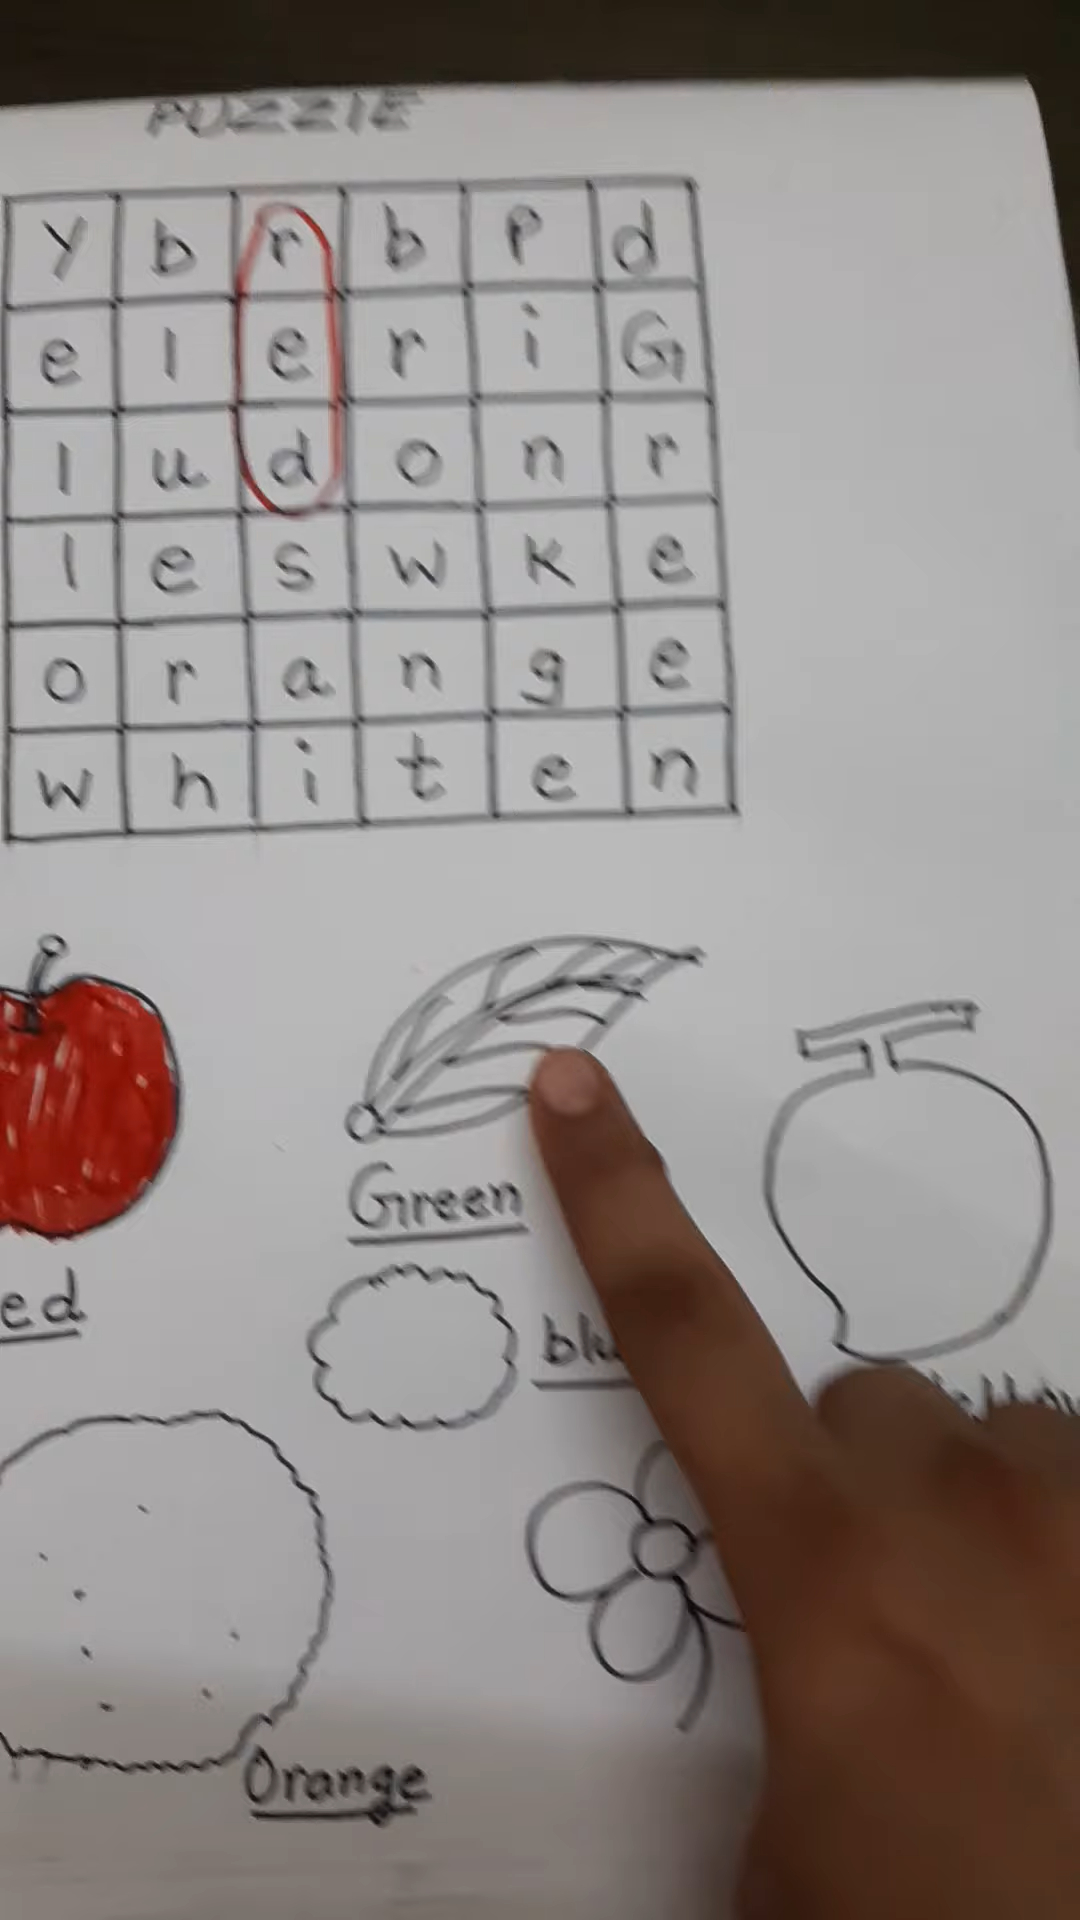 PUZZLE
y b r b p d
e l e r i G
l u d o n r
l e s w k e
o r a n g e
w h i t e n
ed
Green
Orange